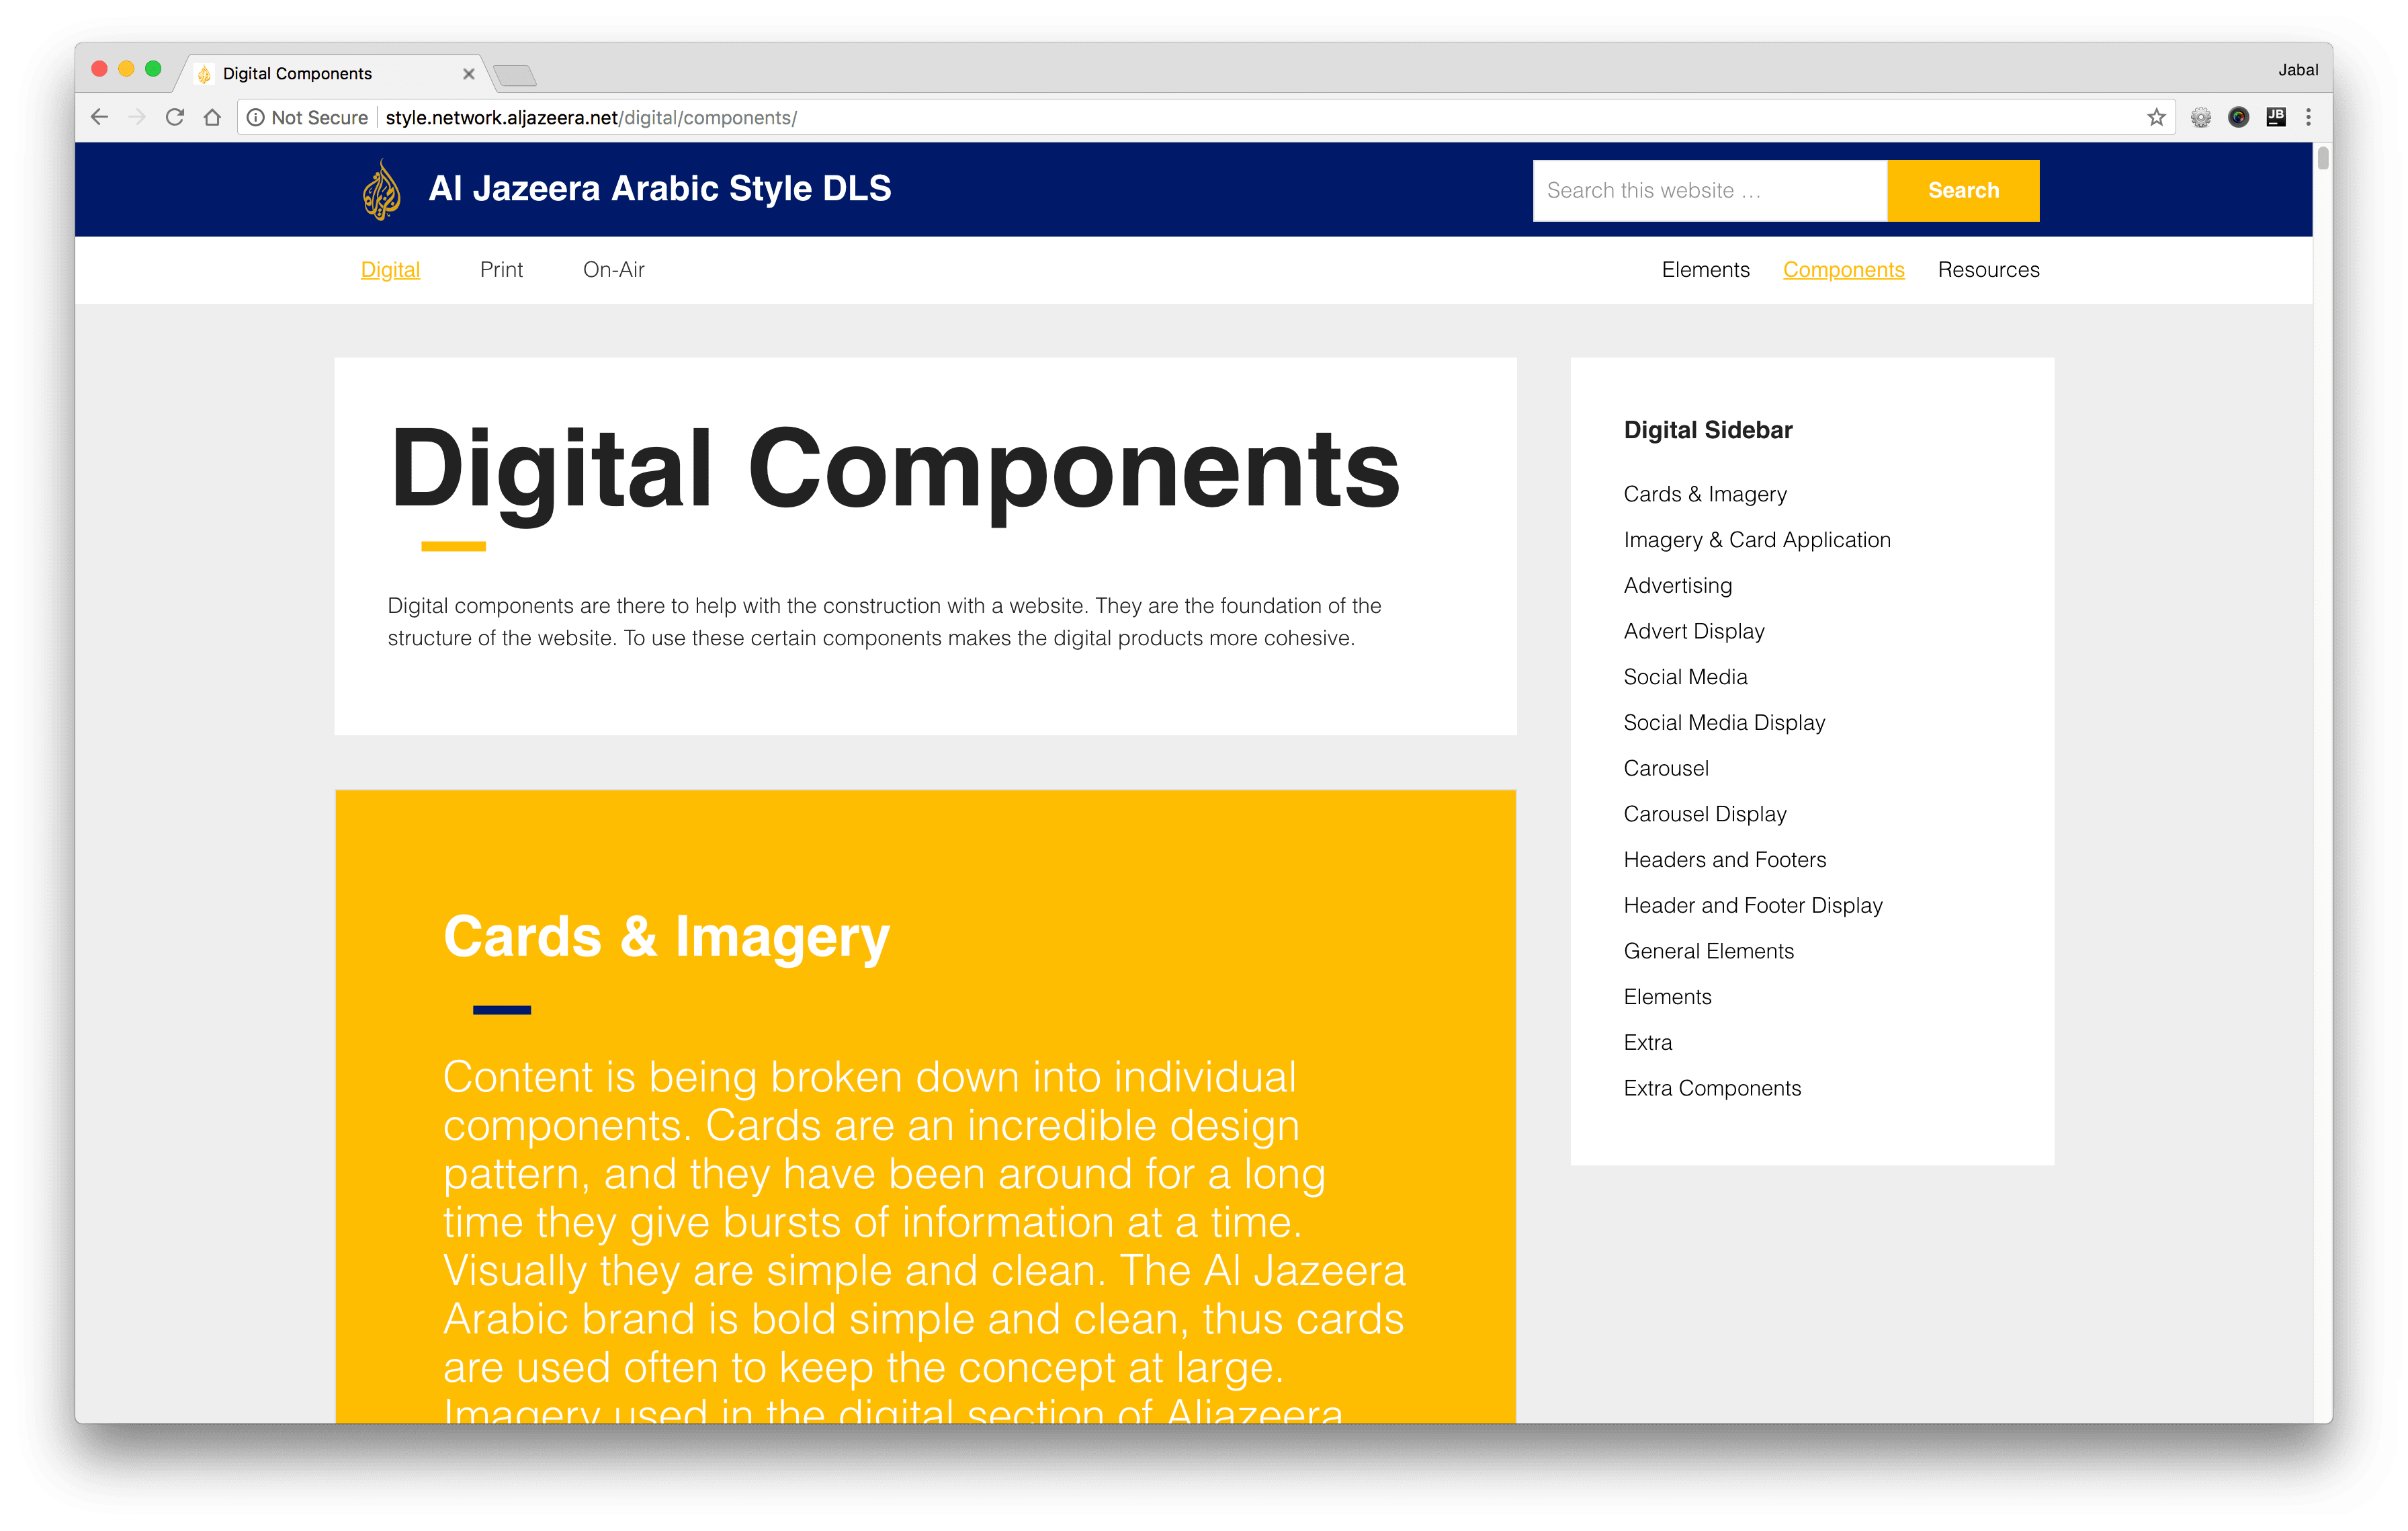 Digital Components
Jabal
Not Secure style.network.aljazeera.net/digital/components/
JB
Al Jazeera Arabic Style DLS
Search this website …
Search
Digital Print On-Air
Elements Components Resources
Digital Components
Digital components are there to help with the construction with a website. They are the foundation of the
structure of the website. To use these certain components makes the digital products more cohesive.
Cards & Imagery
Content is being broken down into individual
components. Cards are an incredible design
pattern, and they have been around for a long
time they give bursts of information at a time.
Visually they are simple and clean. The Al Jazeera
Arabic brand is bold simple and clean, thus cards
are used often to keep the concept at large.
Imagery used in the digital section of Aljazeera
Digital Sidebar
Cards & Imagery
Imagery & Card Application
Advertising
Advert Display
Social Media
Social Media Display
Carousel
Carousel Display
Headers and Footers
Header and Footer Display
General Elements
Elements
Extra
Extra Components